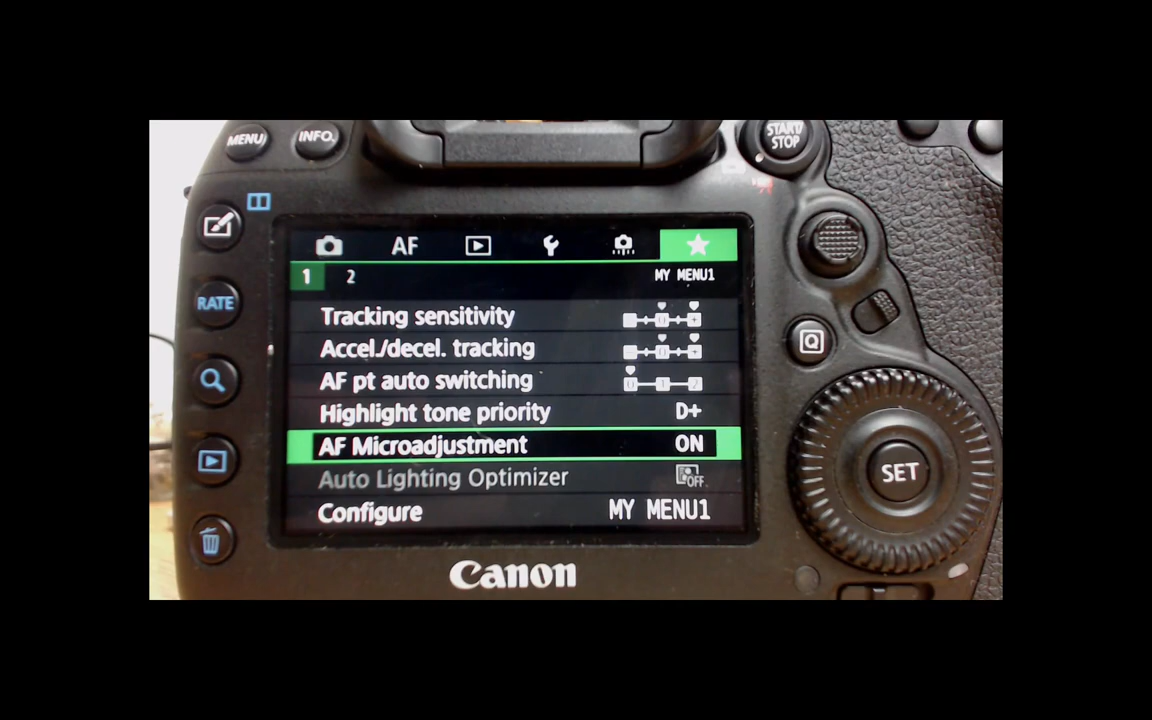 MENU
INFO.
START/
STOP
AF
1 2 MY MENU1
RATE
Tracking sensitivity
Accel./decel. tracking
AF pt auto switching
Highlight tone priority D+
AF Microadjustment ON
Auto Lighting Optimizer OFF
Configure MY MENU1
Q
SET
Canon